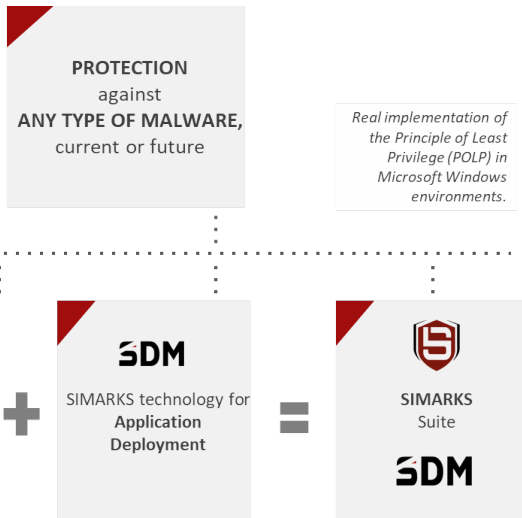 PROTECTION
against
ANY TYPE OF MALWARE,
current or future
Real implementation of
the Principle of Least
Privilege (POLP) in
Microsoft Windows
environments.
SDM
SIMARKS technology for
Application
Deployment
S
SIMARKS
Suite
SDM